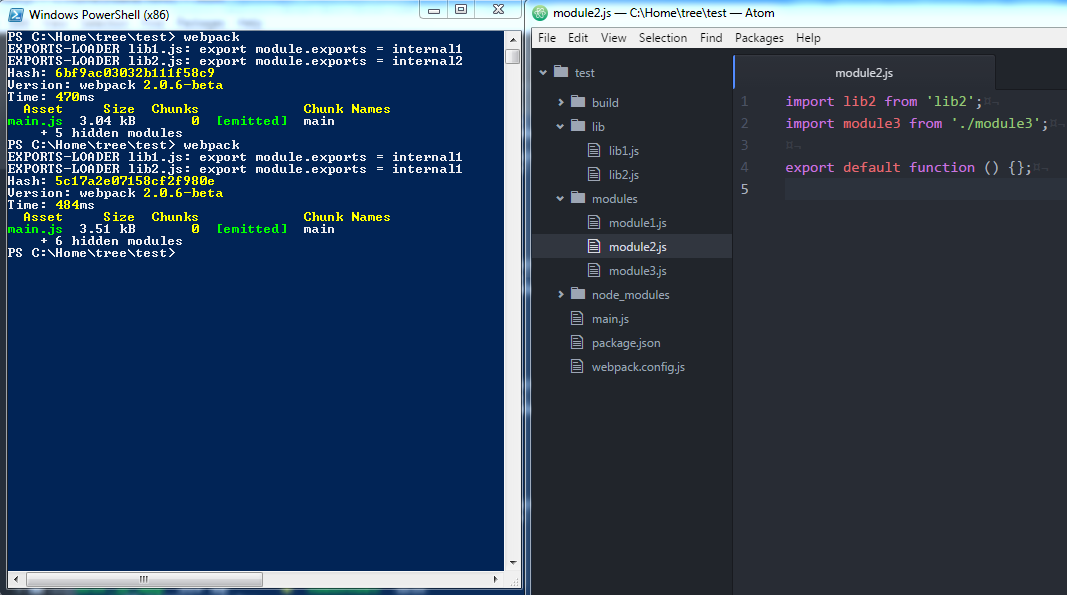 Windows PowerShell (x86)
PS C:\Home\tree\test> webpack
EXPORTS-LOADER lib1.js: export module.exports = internal1
EXPORTS-LOADER lib2.js: export module.exports = internal2
Hash: 6bf9ac03032b111f58c9
Version: webpack 2.0.6-beta
Time: 470ms
Asset Size Chunks Chunk Names
main.js 3.04 kB 0 [emitted] main
+ 5 hidden modules
PS C:\Home\tree\test> webpack
EXPORTS-LOADER lib1.js: export module.exports = internal1
EXPORTS-LOADER lib2.js: export module.exports = internal1
Hash: 5c17a2e07158cf2f980e
Version: webpack 2.0.6-beta
Time: 484ms
Asset Size Chunks Chunk Names
main.js 3.51 kB 0 [emitted] main
+ 6 hidden modules
PS C:\Home\tree\test>
module2.js — C:\Home\tree\test — Atom
File Edit View Selection Find Packages Help
test
build
lib
lib1.js
lib2.js
modules
module1.js
module2.js
module3.js
node_modules
main.js
package.json
webpack.config.js
module2.js
1 import lib2 from 'lib2';¤¬
2 import module3 from './module3';¤¬
3 ¤¬
4 export default function () {};¤¬
5